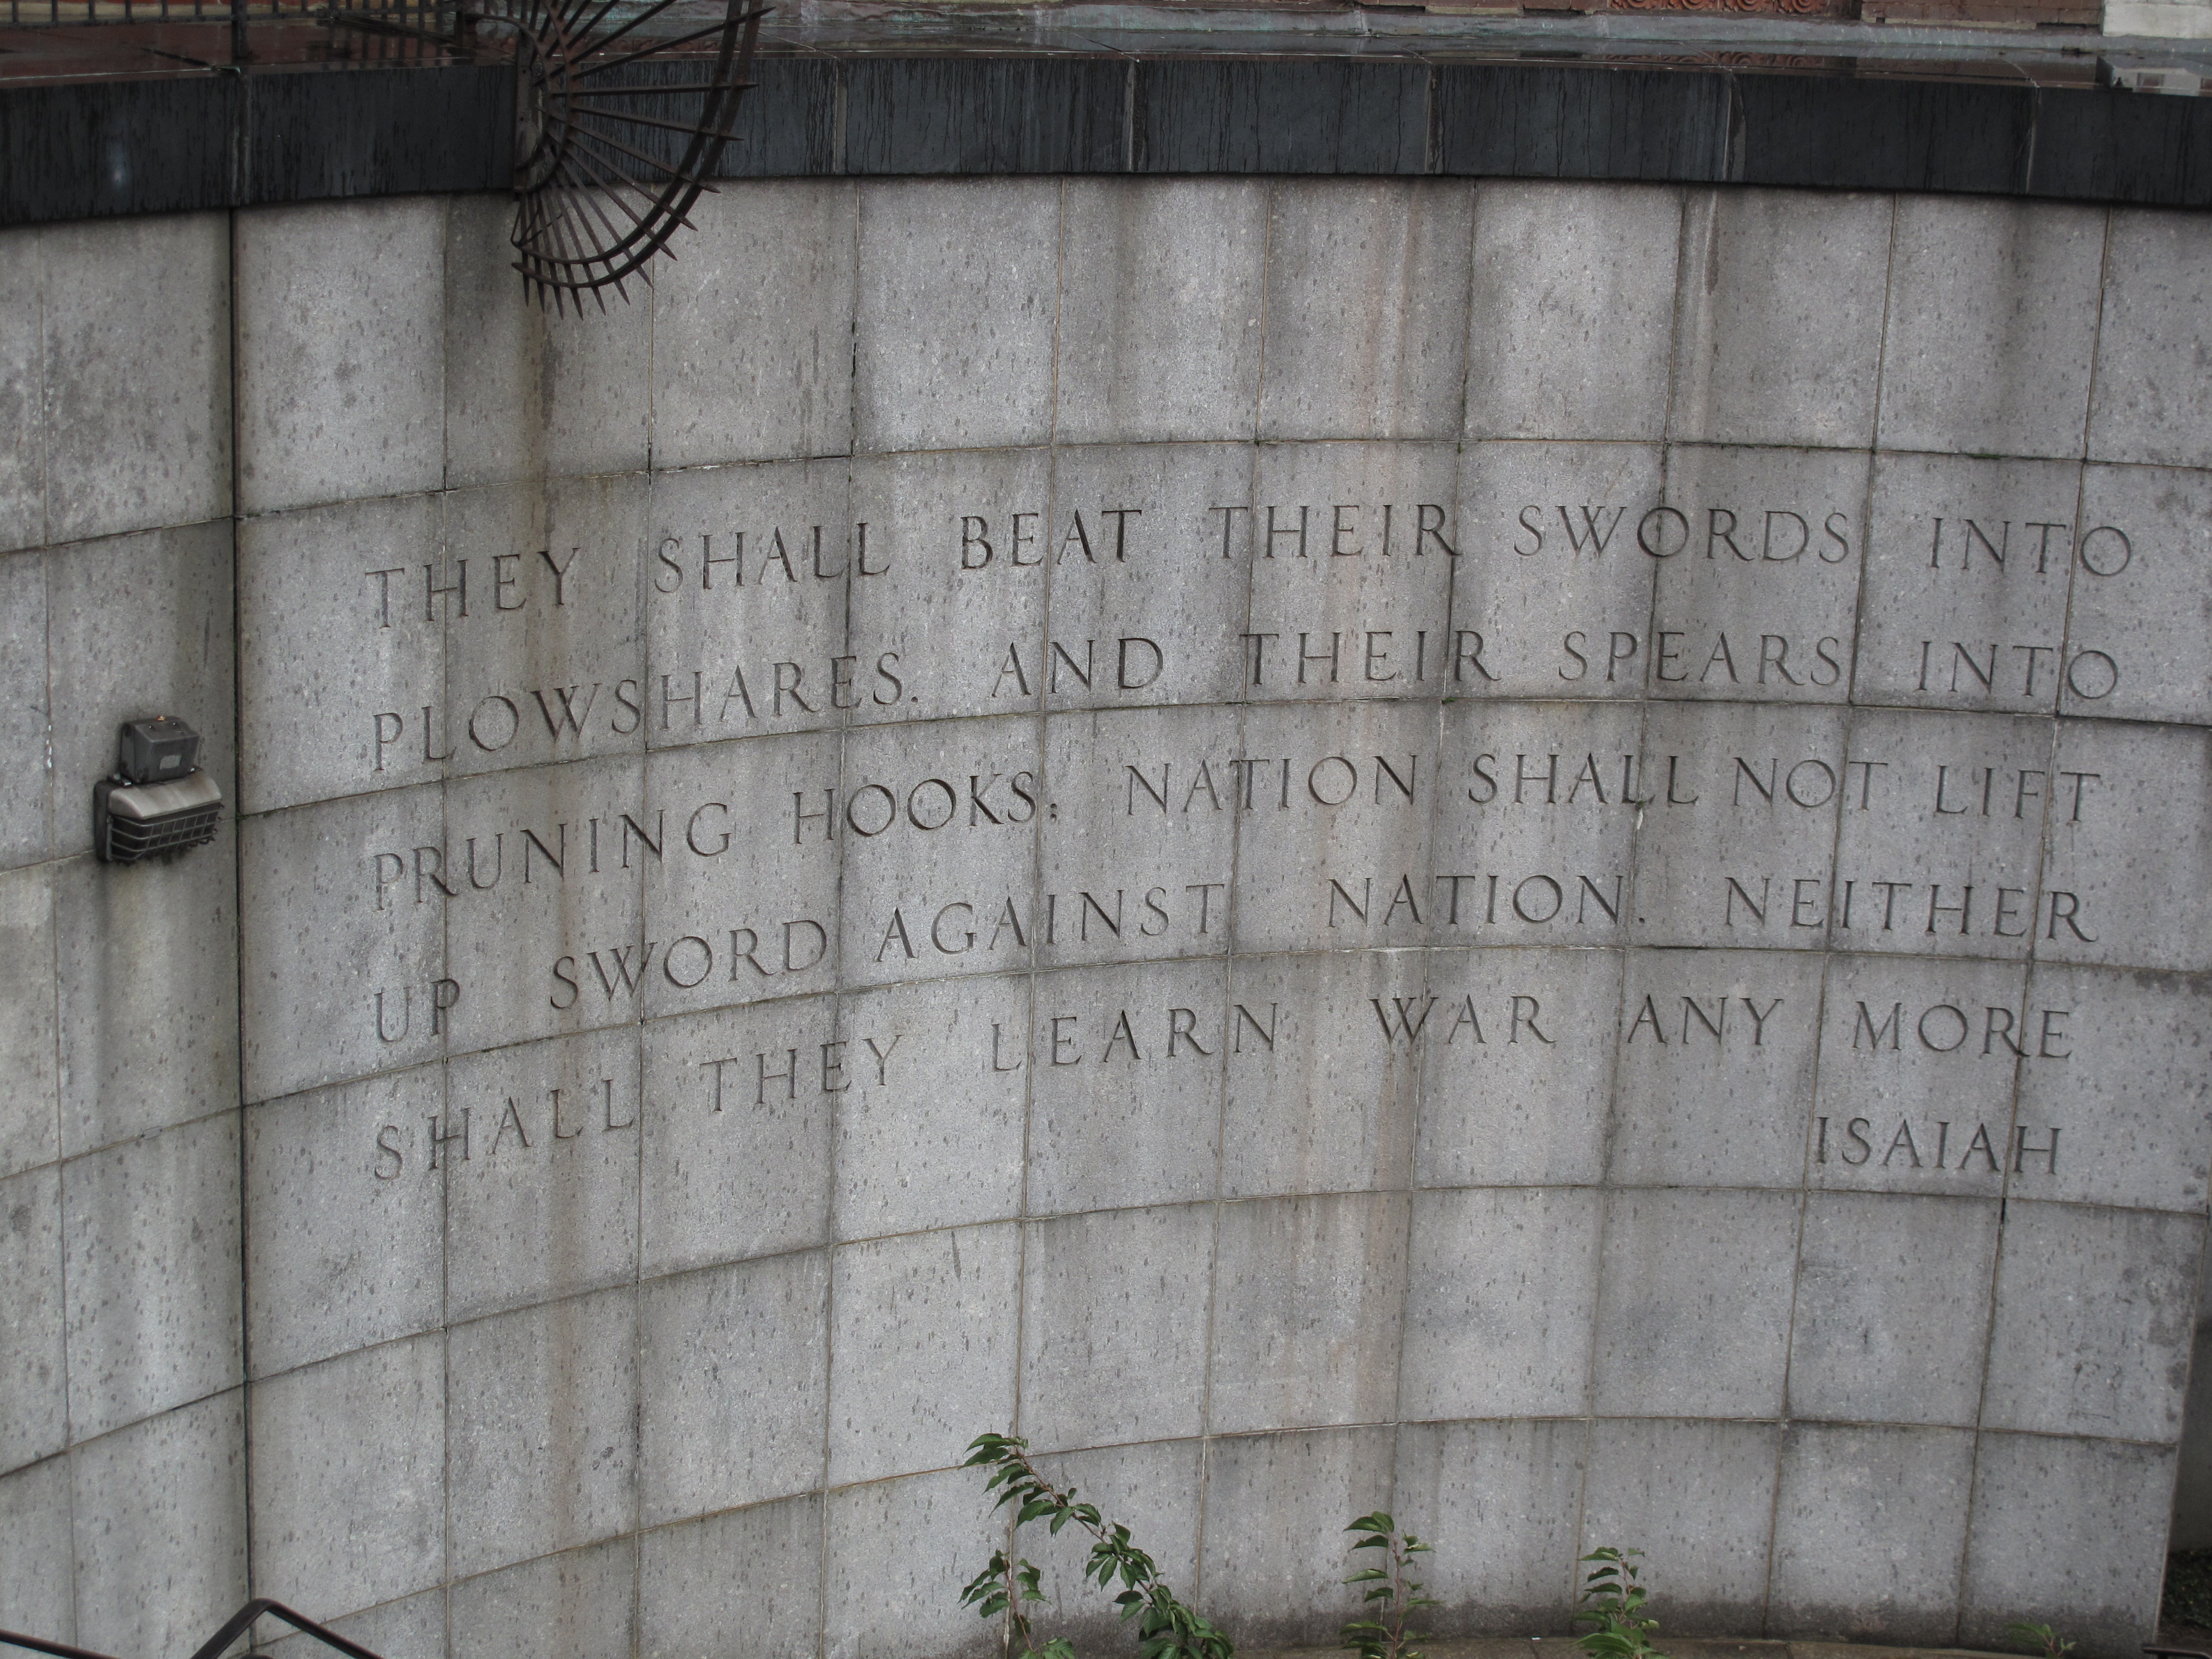 THEY SHALL BEAT THEIR SWORDS INTO
PLOWSHARES. AND THEIR SPEARS INTO
PRUNING HOOKS; NATION SHALL NOT LIFT
UP SWORD AGAINST NATION. NEITHER
SHALL THEY LEARN WAR ANY MORE
ISAIAH